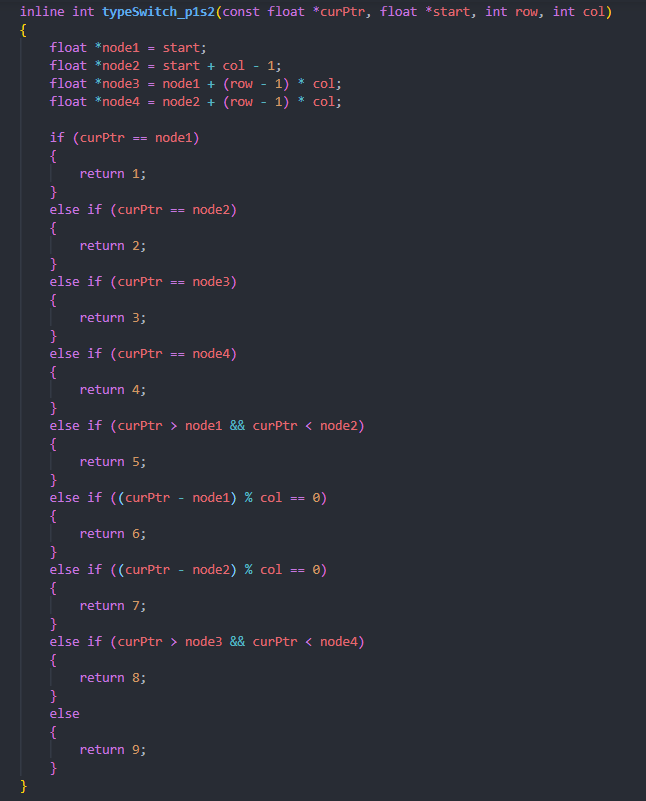 inline int typeSwitch_p1s2(const float *curPtr, float *start, int row, int col)
{
    float *node1 = start;
    float *node2 = start + col - 1;
    float *node3 = node1 + (row - 1) * col;
    float *node4 = node2 + (row - 1) * col;

    if (curPtr == node1)
    {
        return 1;
    }
    else if (curPtr == node2)
    {
        return 2;
    }
    else if (curPtr == node3)
    {
        return 3;
    }
    else if (curPtr == node4)
    {
        return 4;
    }
    else if (curPtr > node1 && curPtr < node2)
    {
        return 5;
    }
    else if ((curPtr - node1) % col == 0)
    {
        return 6;
    }
    else if ((curPtr - node2) % col == 0)
    {
        return 7;
    }
    else if (curPtr > node3 && curPtr < node4)
    {
        return 8;
    }
    else
    {
        return 9;
    }
}